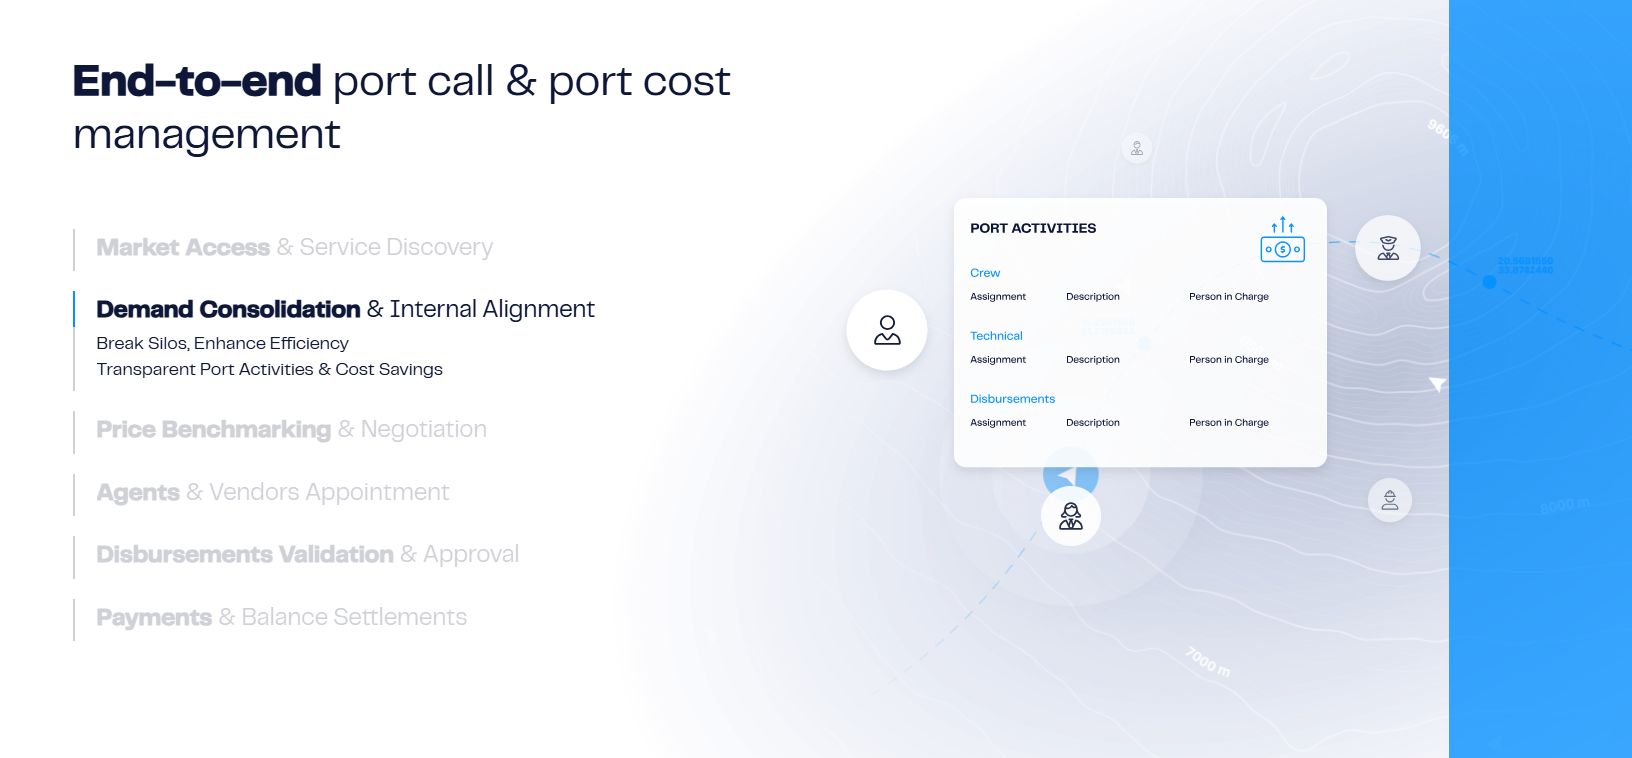 End-to-end port call & port cost
management
Market Access & Service Discovery
Demand Consolidation & Internal Alignment
Break Silos, Enhance Efficiency
Transparent Port Activities & Cost Savings
Price Benchmarking & Negotiation
Agents & Vendors Appointment
Disbursements Validation & Approval
Payments & Balance Settlements
PORT ACTIVITIES
Crew
Assignment Description Person in Charge
Technical
Assignment Description Person in Charge
Disbursements
Assignment Description Person in Charge
8000 m
7000 m